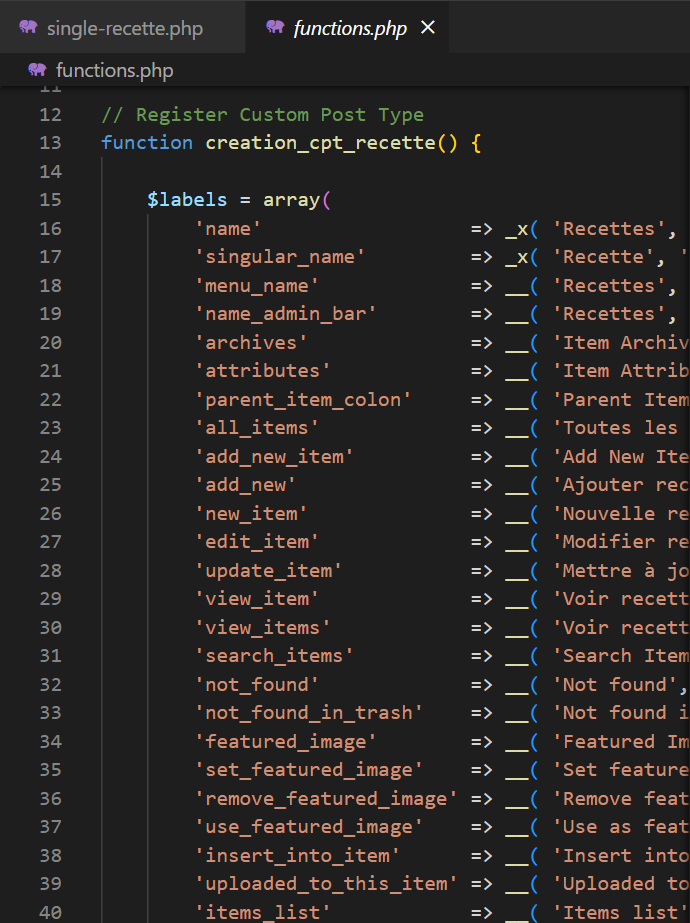 single-recette.php functions.php ×
functions.php
11
12 // Register Custom Post Type
13 function creation_cpt_recette() {
14
15 $labels = array(
16 'name' => _x( 'Recettes',
17 'singular_name' => _x( 'Recette', '
18 'menu_name' => __( 'Recettes',
19 'name_admin_bar' => __( 'Recettes',
20 'archives' => __( 'Item Archiv
21 'attributes' => __( 'Item Attrib
22 'parent_item_colon' => __( 'Parent Item
23 'all_items' => __( 'Toutes les
24 'add_new_item' => __( 'Add New Ite
25 'add_new' => __( 'Ajouter rec
26 'new_item' => __( 'Nouvelle re
27 'edit_item' => __( 'Modifier re
28 'update_item' => __( 'Mettre à jo
29 'view_item' => __( 'Voir recett
30 'view_items' => __( 'Voir recett
31 'search_items' => __( 'Search Item
32 'not_found' => __( 'Not found',
33 'not_found_in_trash' => __( 'Not found i
34 'featured_image' => __( 'Featured Im
35 'set_featured_image' => __( 'Set feature
36 'remove_featured_image' => __( 'Remove feat
37 'use_featured_image' => __( 'Use as feat
38 'insert_into_item' => __( 'Insert into
39 'uploaded_to_this_item' => __( 'Uploaded to
40 'items_list' => __( 'Items list'